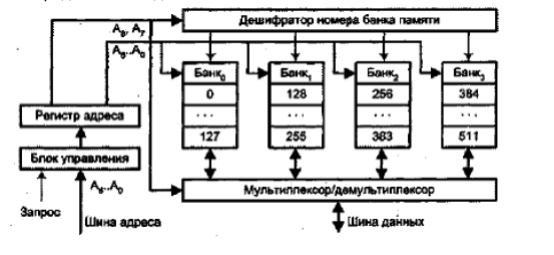 Дешифратор номера банка памяти
A₈, A₇
A₆..A₀
Банк₀ Банк₁ Банк₂ Банк₃
0 128 256 384
... ... ... ...
127 255 383 511
Регистр адреса
Блок управления
A₈..A₀
Мультиплексор/демультиплексор
Запрос
Шина адреса
Шина данных